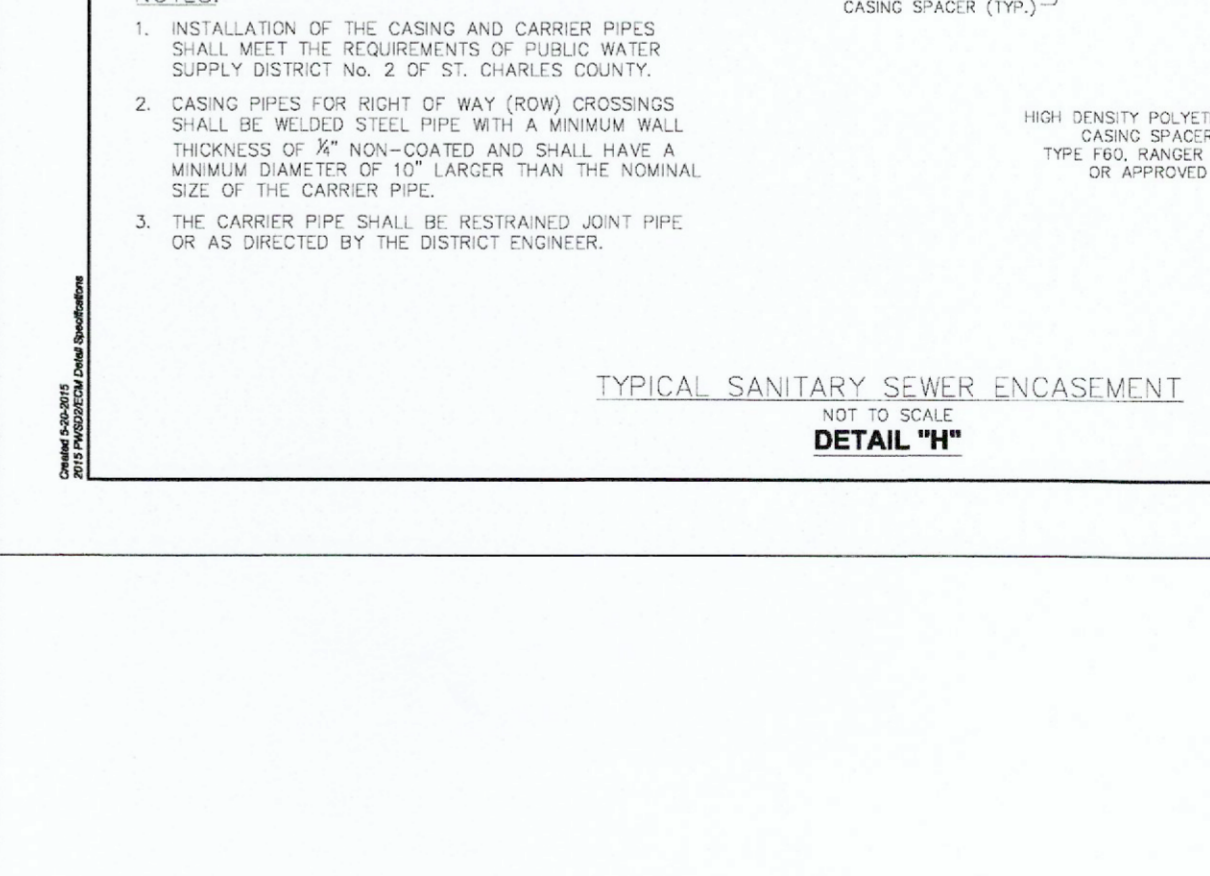 NOTES:
1. INSTALLATION OF THE CASING AND CARRIER PIPES
SHALL MEET THE REQUIREMENTS OF PUBLIC WATER
SUPPLY DISTRICT No. 2 OF ST. CHARLES COUNTY.
2. CASING PIPES FOR RIGHT OF WAY (ROW) CROSSINGS
SHALL BE WELDED STEEL PIPE WITH A MINIMUM WALL
THICKNESS OF ¼" NON-COATED AND SHALL HAVE A
MINIMUM DIAMETER OF 10" LARGER THAN THE NOMINAL
SIZE OF THE CARRIER PIPE.
3. THE CARRIER PIPE SHALL BE RESTRAINED JOINT PIPE
OR AS DIRECTED BY THE DISTRICT ENGINEER.
CASING SPACER (TYP.)
HIGH DENSITY POLYET
CASING SPACER
TYPE F60, RANGER
OR APPROVED
TYPICAL SANITARY SEWER ENCASEMENT
NOT TO SCALE
DETAIL "H"
Created 5-20-2015
2015 PWSD2/ECM Detail Specifications